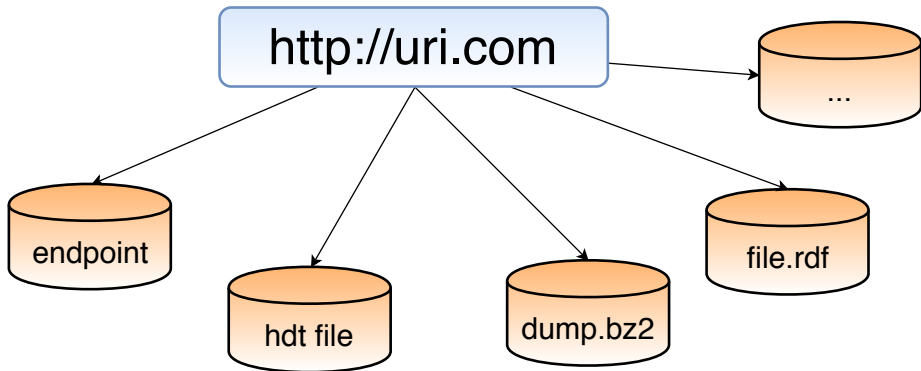 http://uri.com
...
endpoint
file.rdf
hdt file
dump.bz2